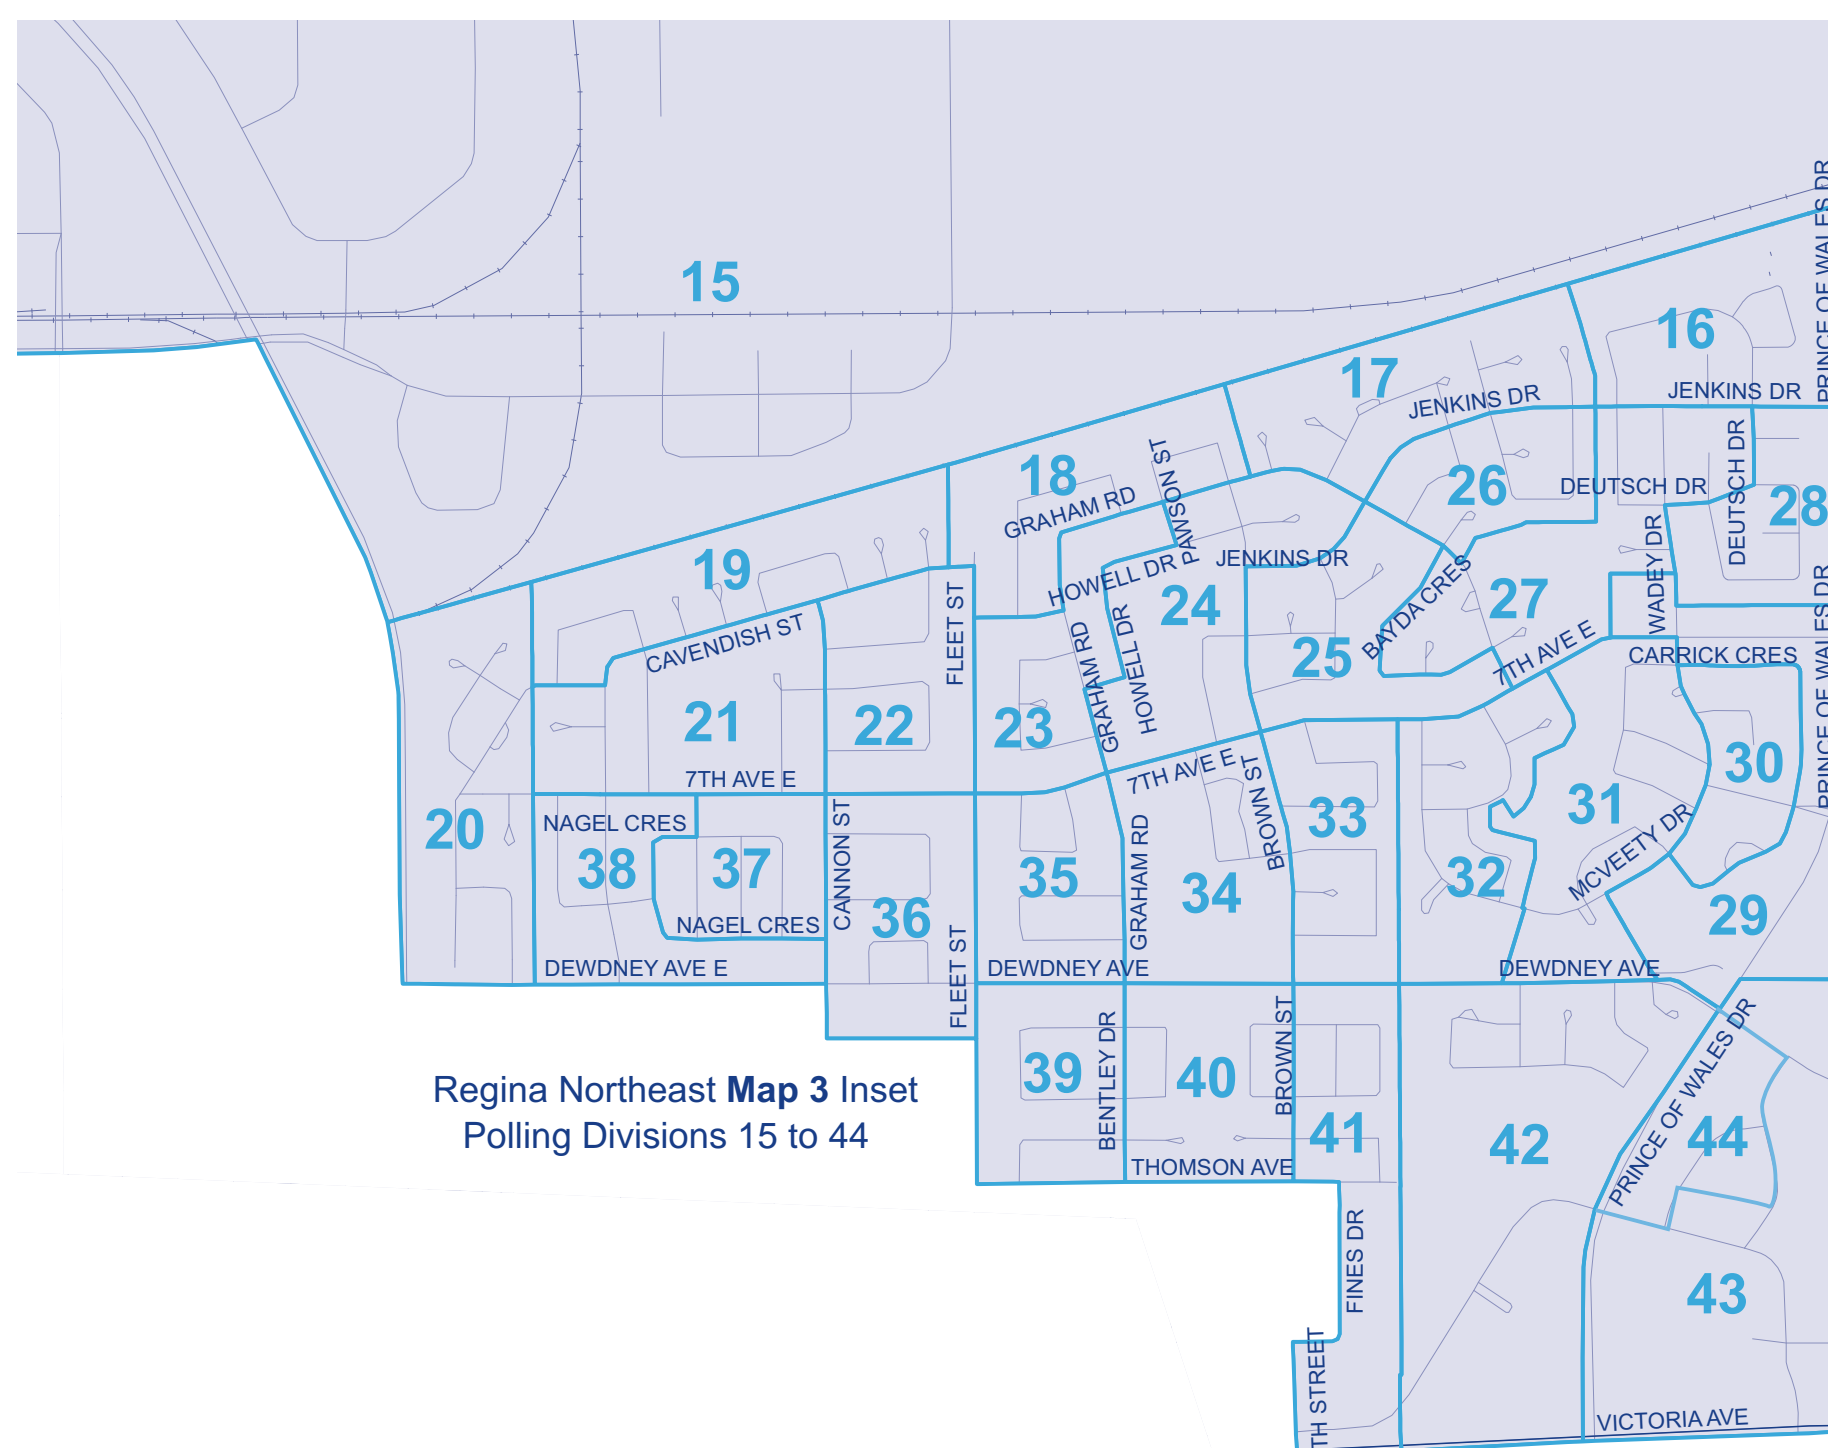 PRINCE OF WALES DR
15
16
17
JENKINS DR
JENKINS DR
PAWSON ST
DEUTSCH DR
18
26
DEUTSCH DR
28
GRAHAM RD
19
JENKINS DR
WADEY DR
HOWELL DR
24
27
BAYDA CRES
FLEET ST
PRINCE OF WALES DR
CAVENDISH ST
GRAHAM RD
HOWELL DR
25
7TH AVE E
CARRICK CRES
21
22
23
30
7TH AVE E
7TH AVE E
BROWN ST
20
NAGEL CRES
CANNON ST
33
31
38
37
35
GRAHAM RD
34
32
MCVEETY DR
36
NAGEL CRES
29
DEWDNEY AVE E
FLEET ST
DEWDNEY AVE
DEWDNEY AVE
39
BENTLEY DR
40
BROWN ST
PRINCE OF WALES DR
Regina Northeast Map 3 Inset
Polling Divisions 15 to 44
41
42
44
THOMSON AVE
FINES DR
43
TH STREET
VICTORIA AVE